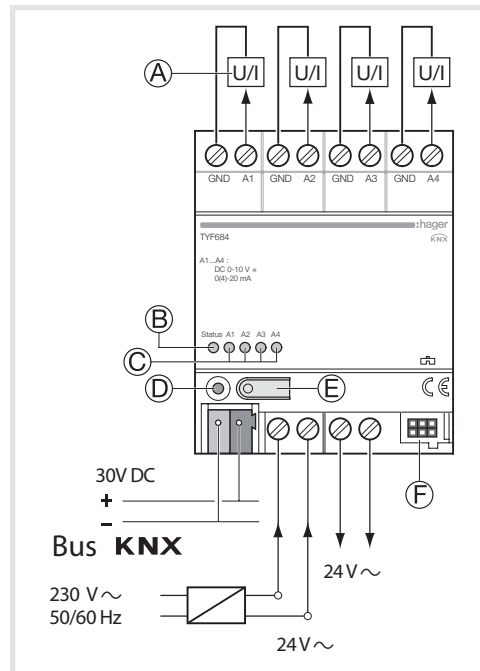 A
U/I U/I U/I U/I
GND A1 GND A2 GND A3 GND A4
:hager
KNX
TYF684
A1...A4 :
DC 0-10 V
0(4)-20 mA
B
Status A1 A2 A3 A4
C
D
E
CE
F
30V DC
+
–
Bus KNX
24V ~
230 V ~
50/60 Hz
24V ~